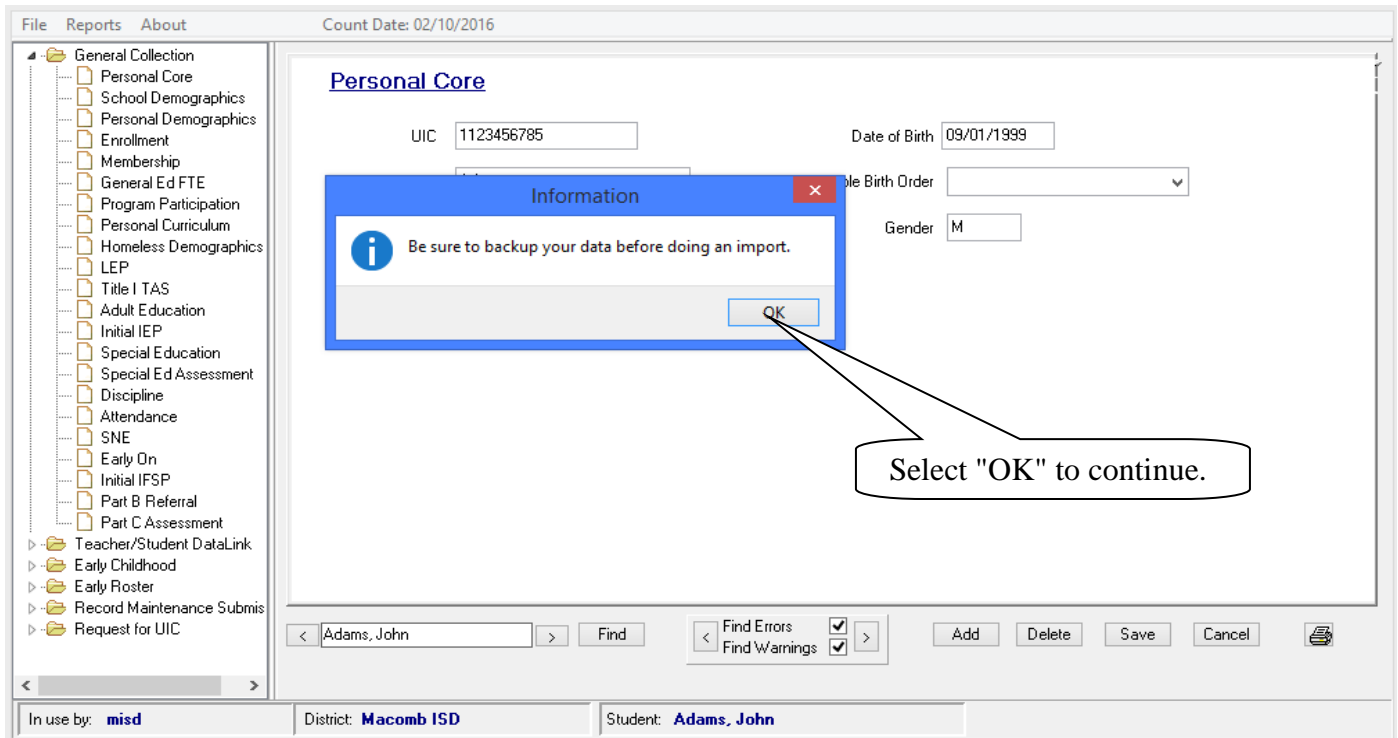 File Reports About Count Date: 02/10/2016
General Collection
Personal Core
School Demographics
Personal Demographics
Enrollment
Membership
General Ed FTE
Program Participation
Personal Curriculum
Homeless Demographics
LEP
Title I TAS
Adult Education
Initial IEP
Special Education
Special Ed Assessment
Discipline
Attendance
SNE
Early On
Initial IFSP
Part B Referral
Part C Assessment
Teacher/Student DataLink
Early Childhood
Early Roster
Record Maintenance Submis
Request for UIC
Personal Core
UIC 1123456785 Date of Birth 09/01/1999
Birth Order
Gender M
Information
Be sure to backup your data before doing an import.
OK
Select "OK" to continue.
< Adams, John > Find
< Find Errors >
Find Warnings
Add Delete Save Cancel
In use by: misd District: Macomb ISD Student: Adams, John